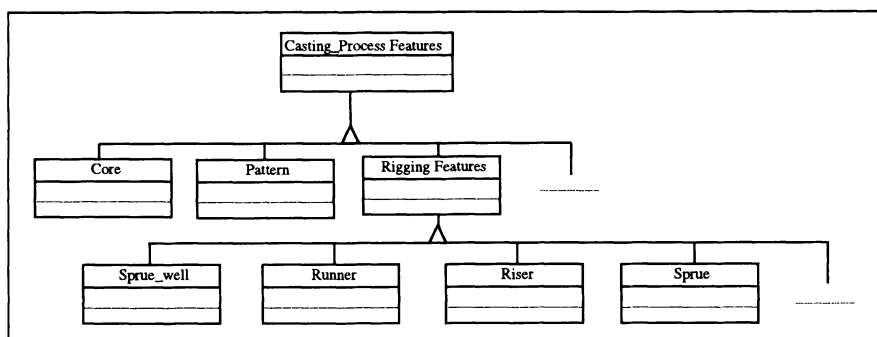 Casting_Process Features
Core
Pattern
Rigging Features
Sprue_well
Runner
Riser
Sprue